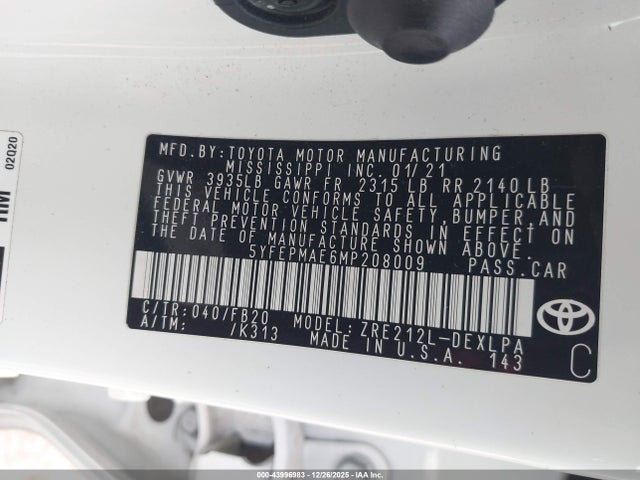 MFD.BY: TOYOTA MOTOR MANUFACTURING
MISSISSIPPI INC. 01/21
GVWR 3935LB GAWR FR 2315 LB RR 2140 LB
THIS VEHICLE CONFORMS TO ALL APPLICABLE
FEDERAL MOTOR VEHICLE SAFETY, BUMPER, AND
THEFT PREVENTION STANDARDS IN EFFECT ON
THE DATE OF MANUFACTURE SHOWN ABOVE.
5YFEPMAE6MP208009 PASS.CAR
C/TR: 040/FB20 MODEL: ZRE212L-DEXLPA
A/TM: /K313 MADE IN U.S.A. 143
TOYOTA
C
02Q20
000-43996983 | 12/26/2025 | IAA, Inc.